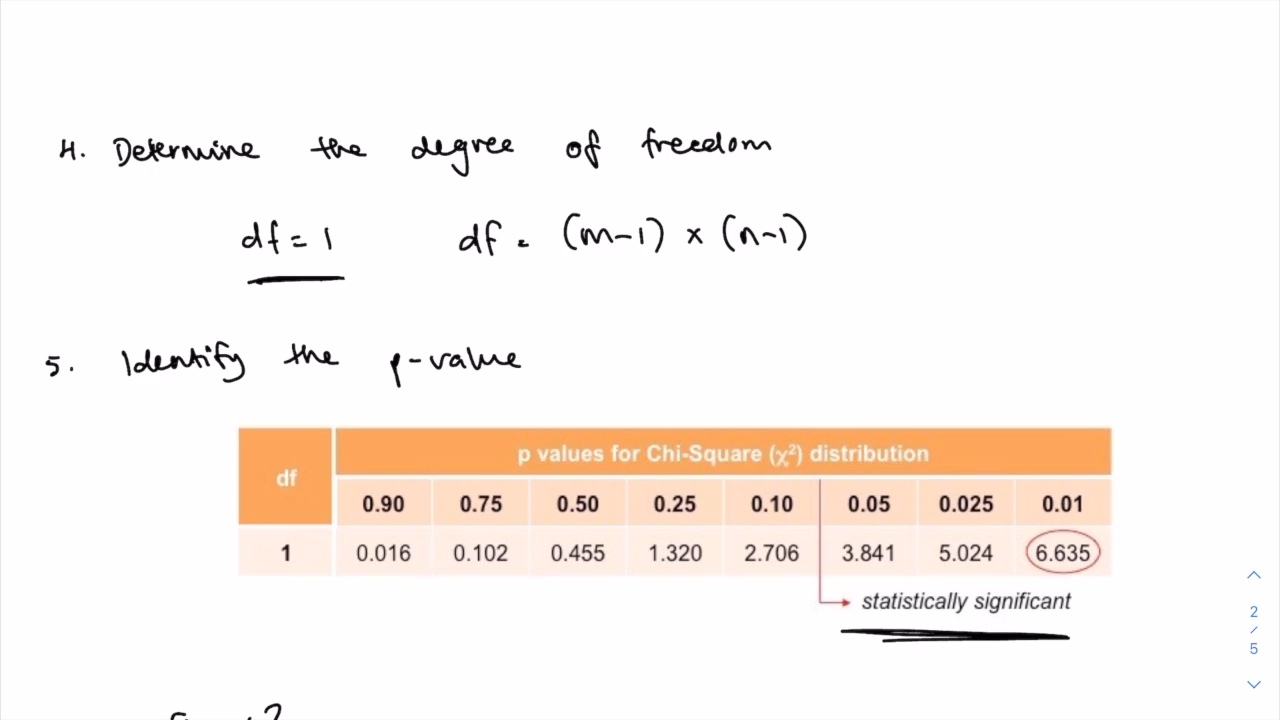 4. Determine the degree of freedom
df = 1 df = (m-1) x (n-1)
5. Identify the p-value
df
p values for Chi-Square (χ²) distribution
0.90 0.75 0.50 0.25 0.10 0.05 0.025 0.01
1 0.016 0.102 0.455 1.320 2.706 3.841 5.024 6.635
statistically significant
2
/
5